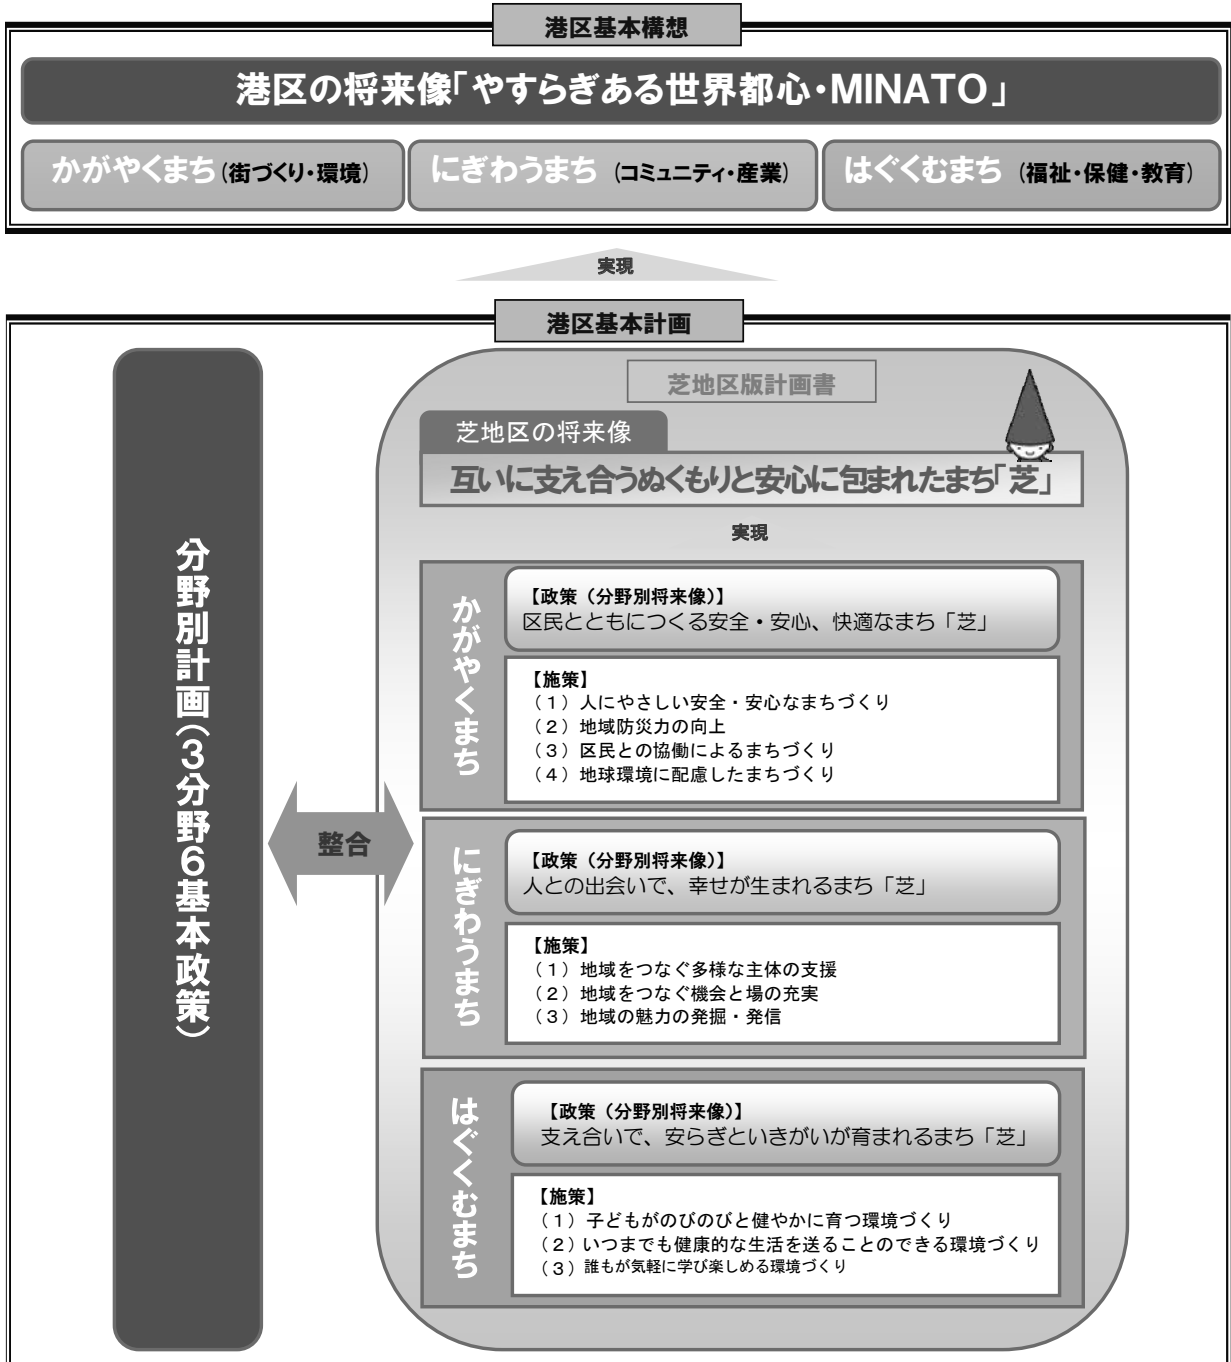 港区基本構想
港区の将来像「やすらぎある世界都心・MINATO」
かがやくまち(街づくり・環境)
にぎわうまち (コミュニティ・産業)
はぐくむまち (福祉・保健・教育)
実現
港区基本計画
分野別計画(3分野6基本政策)
整合
芝地区版計画書
芝地区の将来像
互いに支え合うぬくもりと安心に包まれたまち「芝」
実現
かがやくまち
【政策(分野別将来像)】
区民とともにつくる安全・安心、快適なまち「芝」
【施策】
(1)人にやさしい安全・安心なまちづくり
(2)地域防災力の向上
(3)区民との協働によるまちづくり
(4)地球環境に配慮したまちづくり
にぎわうまち
【政策(分野別将来像)】
人との出会いで、幸せが生まれるまち「芝」
【施策】
(1)地域をつなぐ多様な主体の支援
(2)地域をつなぐ機会と場の充実
(3)地域の魅力の発掘・発信
はぐくむまち
【政策(分野別将来像)】
支え合いで、安らぎといきがいが育まれるまち「芝」
【施策】
(1)子どもがのびのびと健やかに育つ環境づくり
(2)いつまでも健康的な生活を送ることのできる環境づくり
(3)誰もが気軽に学び楽しめる環境づくり